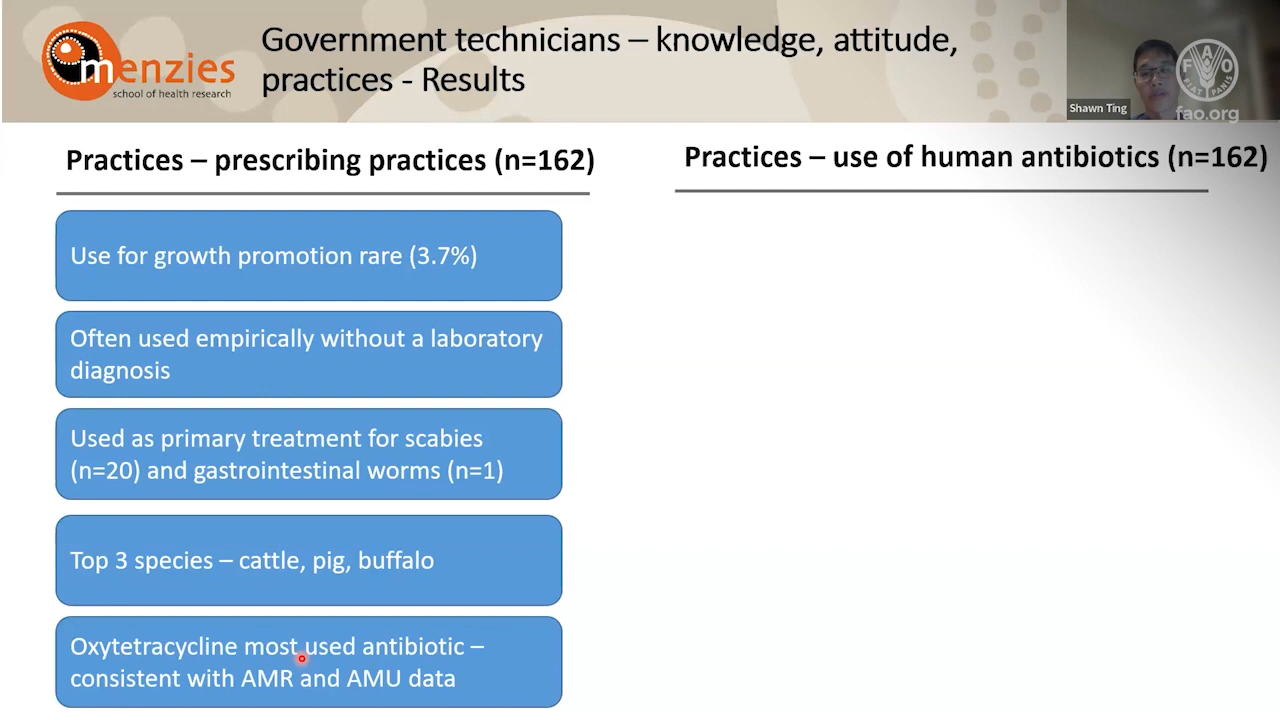 menzies
school of health research
Government technicians – knowledge, attitude,
practices - Results
Shawn Ting
F A O
FIAT PANIS
fao.org
Practices – prescribing practices (n=162)
Use for growth promotion rare (3.7%)
Often used empirically without a laboratory
diagnosis
Used as primary treatment for scabies
(n=20) and gastrointestinal worms (n=1)
Top 3 species – cattle, pig, buffalo
Oxytetracycline most used antibiotic –
consistent with AMR and AMU data
Practices – use of human antibiotics (n=162)